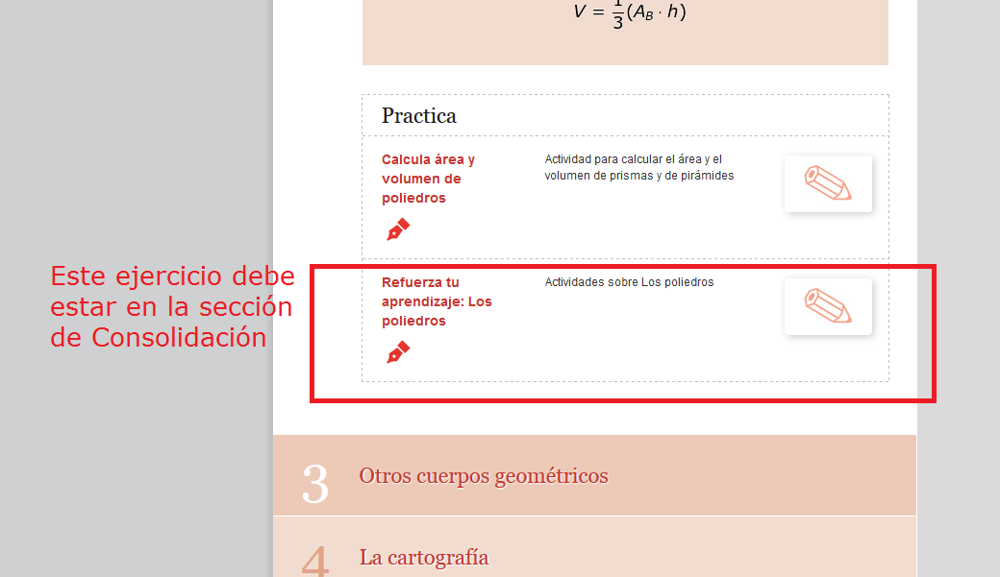 V = 1/3 (A_B · h)
Practica
Calcula área y
volumen de
poliedros
Actividad para calcular el área y el
volumen de prismas y de pirámides
Este ejercicio debe
estar en la sección
de Consolidación
Refuerza tu
aprendizaje: Los
poliedros
Actividades sobre Los poliedros
3
Otros cuerpos geométricos
4
La cartografía